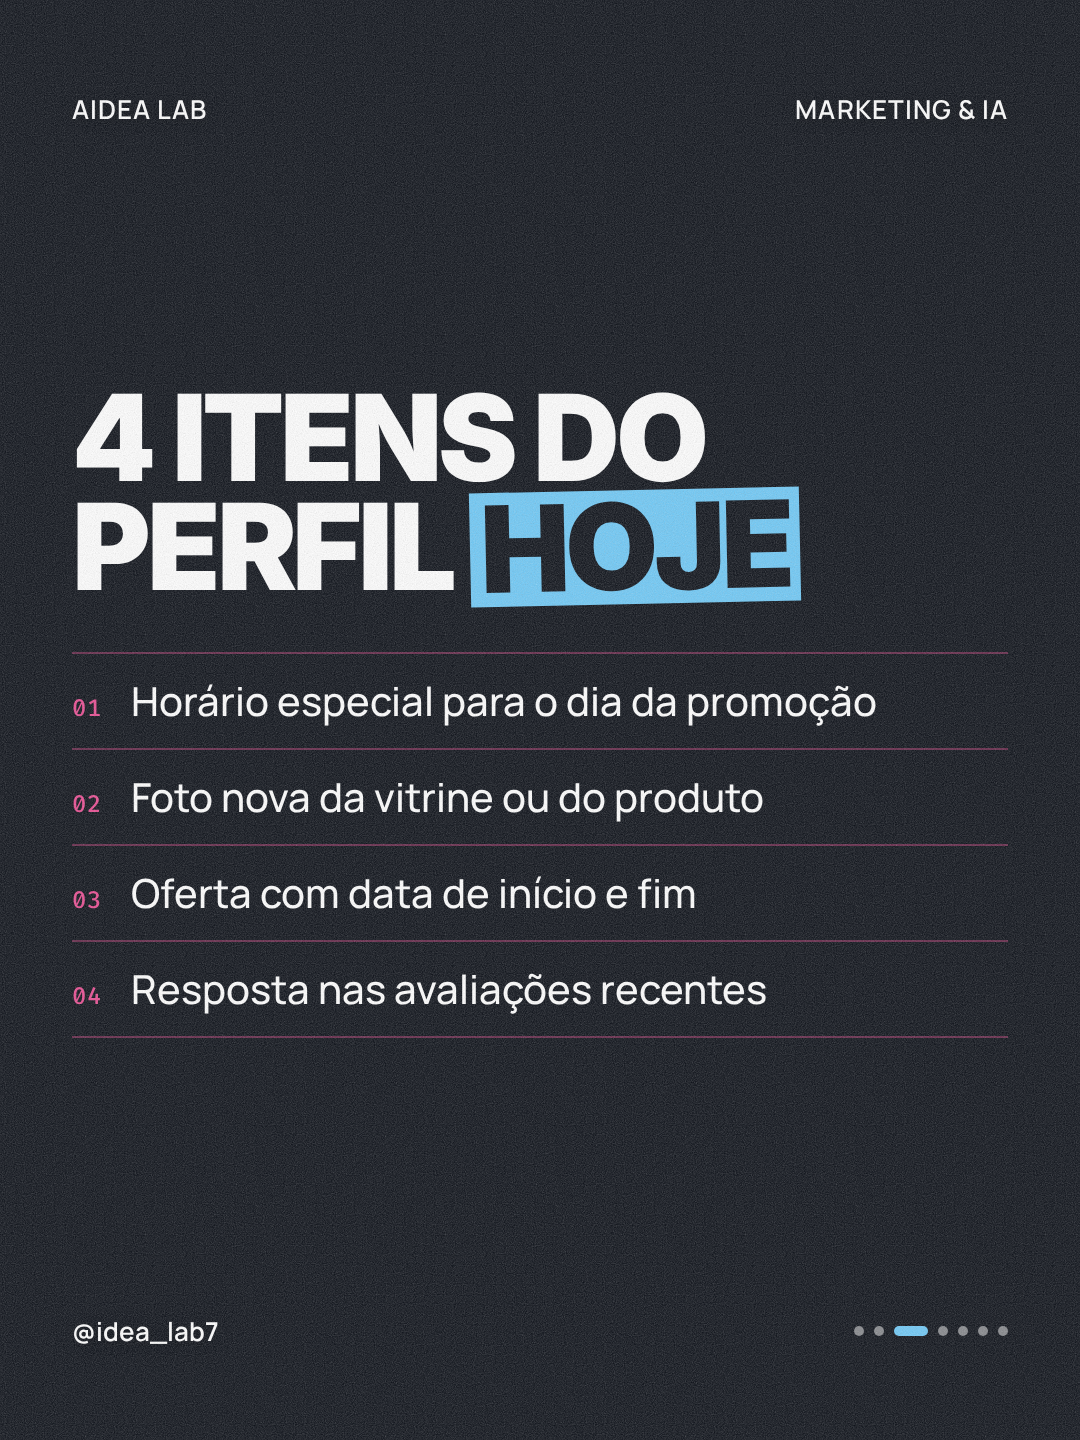 AIDEA LAB
MARKETING & IA
4 ITENS DO
PERFIL HOJE
01 Horário especial para o dia da promoção
02 Foto nova da vitrine ou do produto
03 Oferta com data de início e fim
04 Resposta nas avaliações recentes
@idea_lab7